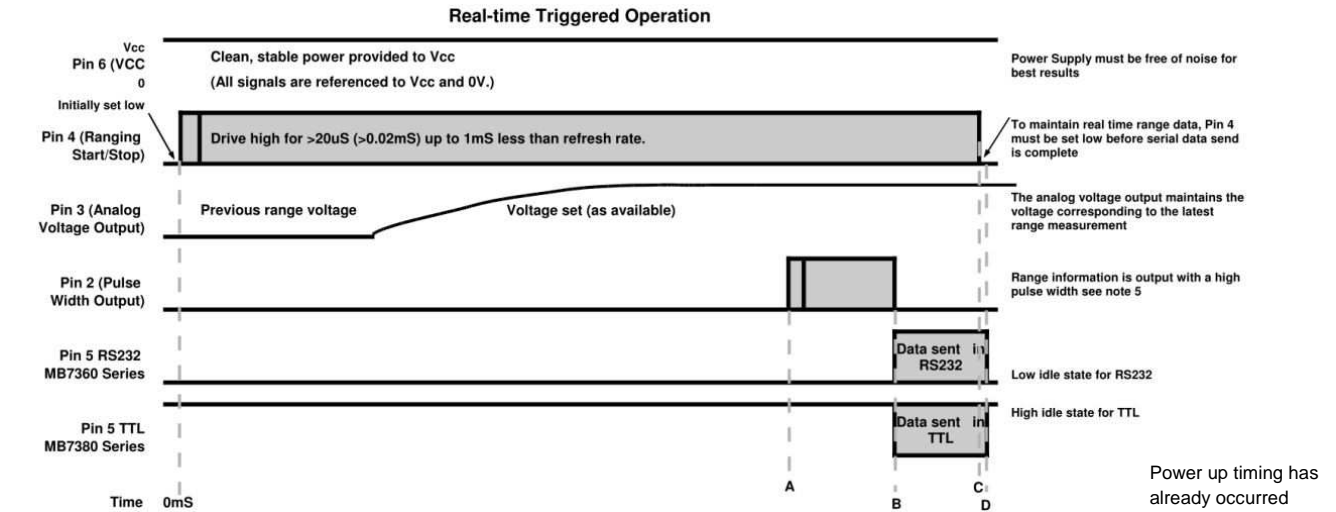 Real-time Triggered Operation
Vcc
Pin 6 (VCC
0
Clean, stable power provided to Vcc
(All signals are referenced to Vcc and 0V.)
Power Supply must be free of noise for
best results
Initially set low
Pin 4 (Ranging
Start/Stop)
Drive high for >20uS (>0.02mS) up to 1mS less than refresh rate.
To maintain real time range data, Pin 4
must be set low before serial data send
is complete
Pin 3 (Analog
Voltage Output)
Previous range voltage
Voltage set (as available)
The analog voltage output maintains the
voltage corresponding to the latest
range measurement
Pin 2 (Pulse
Width Output)
Range information is output with a high
pulse width see note 5
Pin 5 RS232
MB7360 Series
Data sent in
RS232
Low idle state for RS232
Pin 5 TTL
MB7380 Series
Data sent in
TTL
High idle state for TTL
Time 0mS
A
B
C
D
Power up timing has
already occurred